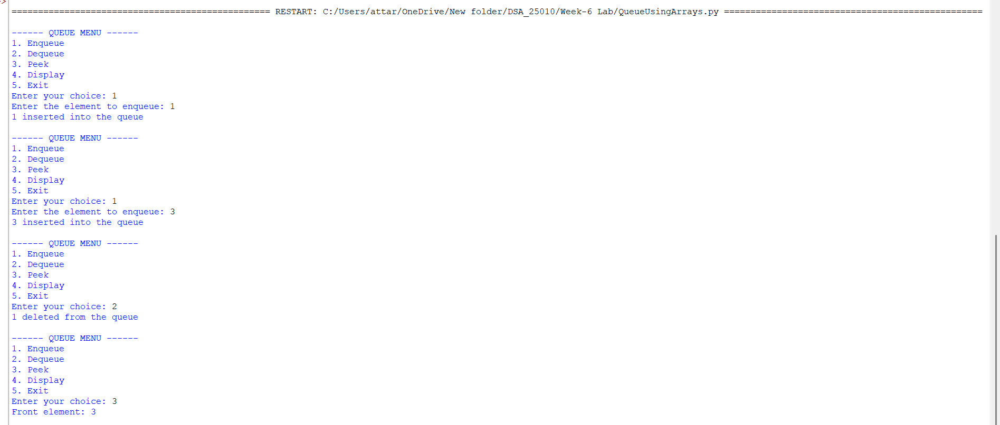 >
================================================= RESTART: C:/Users/attar/OneDrive/New folder/DSA_25010/Week-6 Lab/QueueUsingArrays.py =================================================
------ QUEUE MENU ------
1. Enqueue
2. Dequeue
3. Peek
4. Display
5. Exit
Enter your choice: 1
Enter the element to enqueue: 1
1 inserted into the queue
------ QUEUE MENU ------
1. Enqueue
2. Dequeue
3. Peek
4. Display
5. Exit
Enter your choice: 1
Enter the element to enqueue: 3
3 inserted into the queue
------ QUEUE MENU ------
1. Enqueue
2. Dequeue
3. Peek
4. Display
5. Exit
Enter your choice: 2
1 deleted from the queue
------ QUEUE MENU ------
1. Enqueue
2. Dequeue
3. Peek
4. Display
5. Exit
Enter your choice: 3
Front element: 3